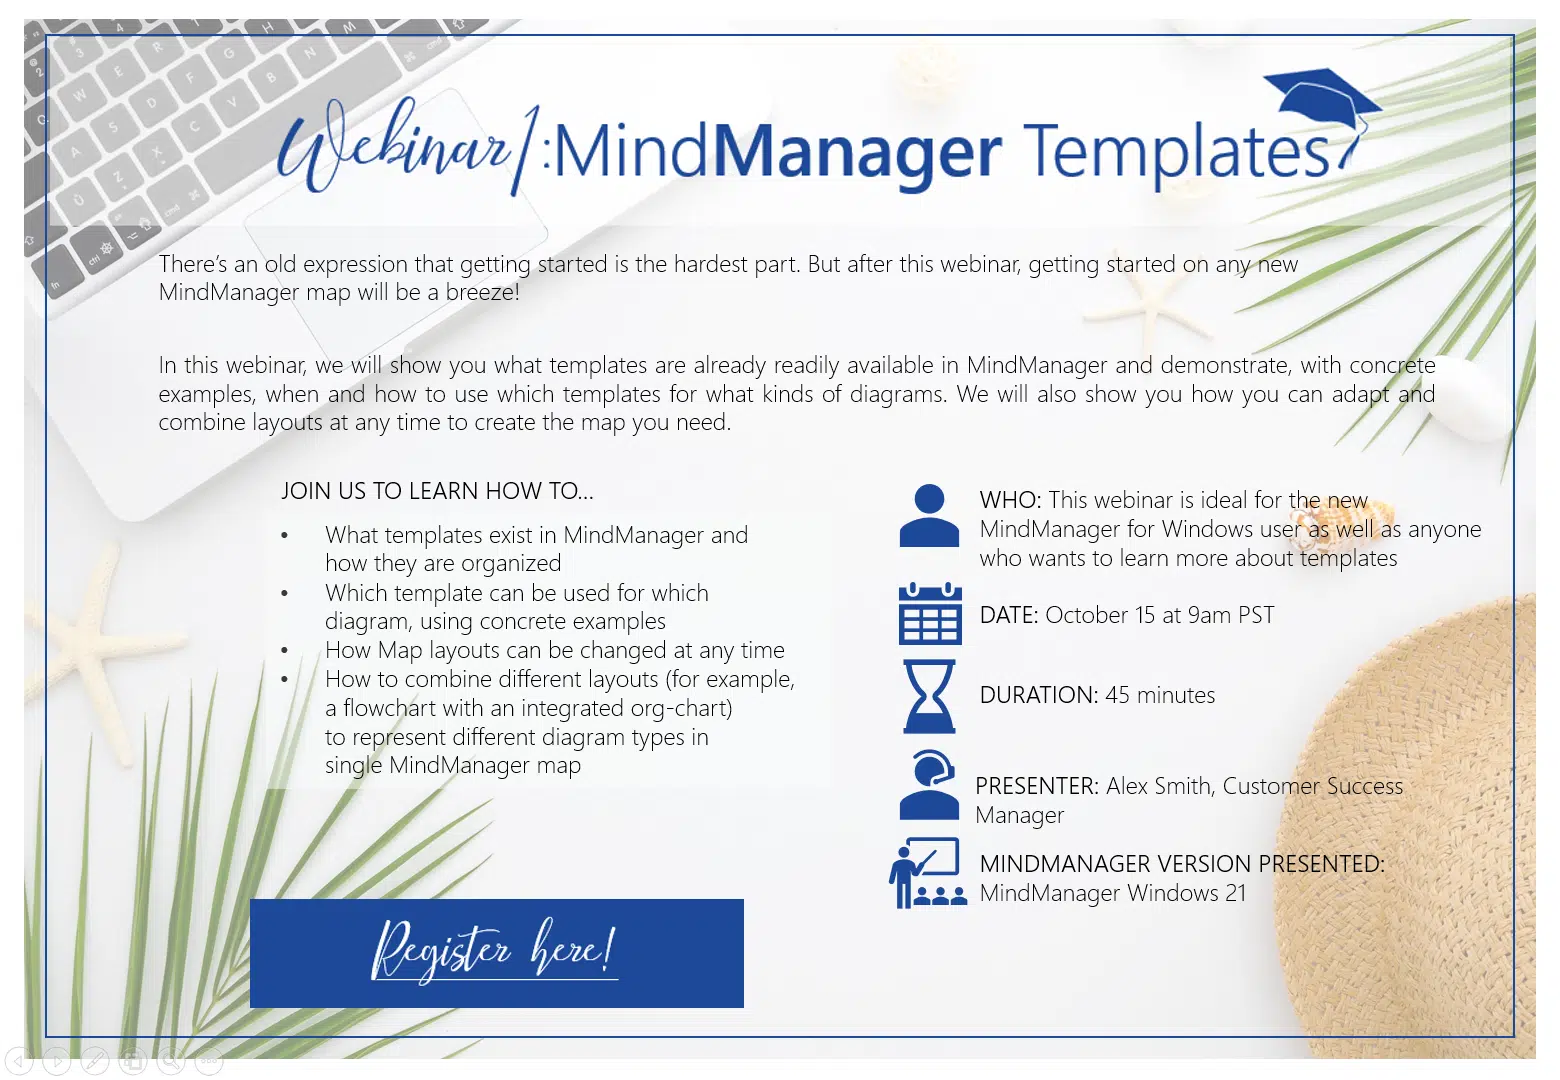 Webinar 1:MindManager Templates
There’s an old expression that getting started is the hardest part. But after this webinar, getting started on any new
MindManager map will be a breeze!
In this webinar, we will show you what templates are already readily available in MindManager and demonstrate, with concrete
examples, when and how to use which templates for what kinds of diagrams. We will also show you how you can adapt and
combine layouts at any time to create the map you need.
JOIN US TO LEARN HOW TO...
• What templates exist in MindManager and
how they are organized
• Which template can be used for which
diagram, using concrete examples
• How Map layouts can be changed at any time
• How to combine different layouts (for example,
a flowchart with an integrated org-chart)
to represent different diagram types in
single MindManager map
Register here!
WHO: This webinar is ideal for the new
MindManager for Windows user as well as anyone
who wants to learn more about templates
DATE: October 15 at 9am PST
DURATION: 45 minutes
PRESENTER: Alex Smith, Customer Success
Manager
MINDMANAGER VERSION PRESENTED:
MindManager Windows 21